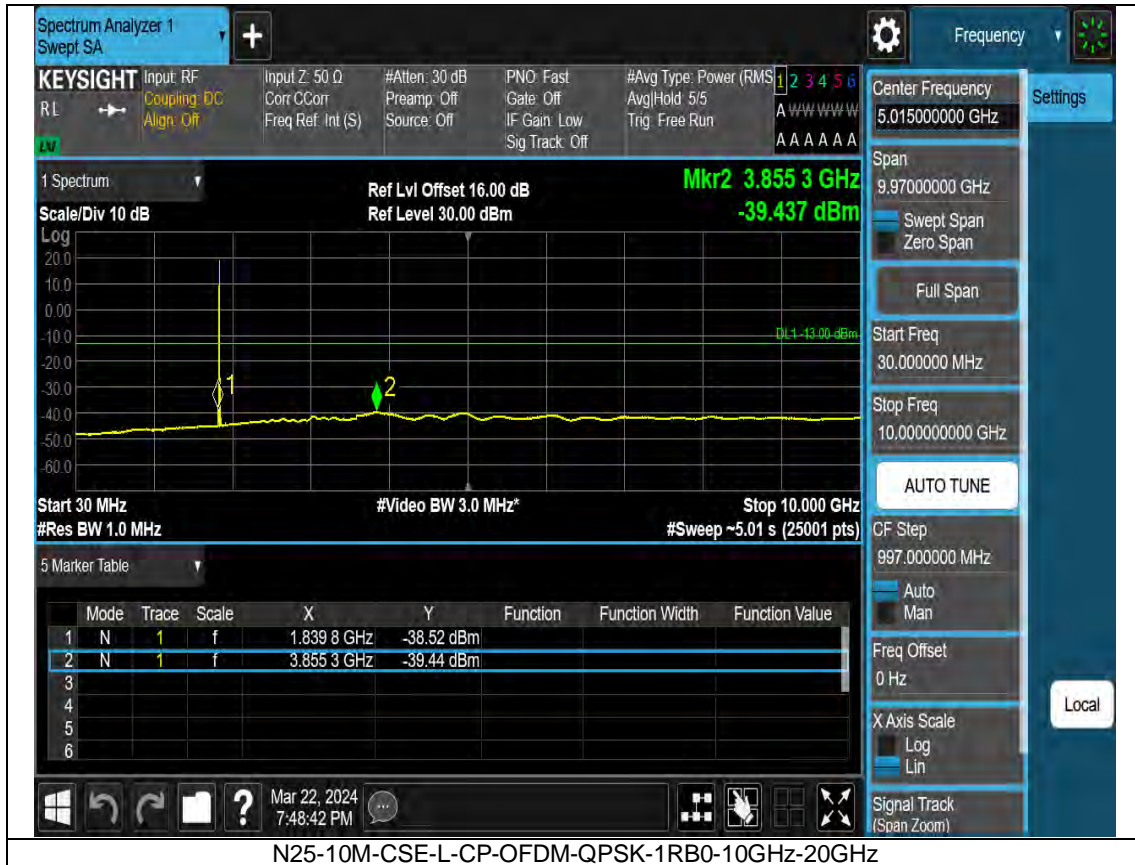 Spectrum Analyzer 1
Swept SA
+
Frequency
KEYSIGHT
RL
LXI
Input: RF
Coupling: DC
Align: Off
Input Z: 50 Ω
Corr CCorr
Freq Ref: Int (S)
#Atten: 30 dB
Preamp: Off
Source: Off
PNO: Fast
Gate: Off
IF Gain: Low
Sig Track: Off
#Avg Type: Power (RMS
Avg|Hold: 5/5
Trig: Free Run
1 2 3 4 5 6
A W W W W W
A A A A A A
1 Spectrum
Scale/Div 10 dB
Log
Ref Lvl Offset 16.00 dB
Ref Level 30.00 dBm
Mkr2 3.855 3 GHz
-39.437 dBm
20.0
10.0
0.00
-10.0
-20.0
-30.0
-40.0
-50.0
-60.0
DL1 -13.00 dBm
1
2
Start 30 MHz
#Res BW 1.0 MHz
#Video BW 3.0 MHz*
Stop 10.000 GHz
#Sweep ~5.01 s (25001 pts)
5 Marker Table
Mode Trace Scale X Y Function Function Width Function Value
1 N 1 f 1.839 8 GHz -38.52 dBm
2 N 1 f 3.855 3 GHz -39.44 dBm
3
4
5
6
Mar 22, 2024
7:48:42 PM
?
Center Frequency
5.015000000 GHz
Settings
Span
9.97000000 GHz
Swept Span
Zero Span
Full Span
Start Freq
30.000000 MHz
Stop Freq
10.000000000 GHz
AUTO TUNE
CF Step
997.000000 MHz
Auto
Man
Freq Offset
0 Hz
X Axis Scale
Log
Lin
Signal Track
(Span Zoom)
Local
N25-10M-CSE-L-CP-OFDM-QPSK-1RB0-10GHz-20GHz